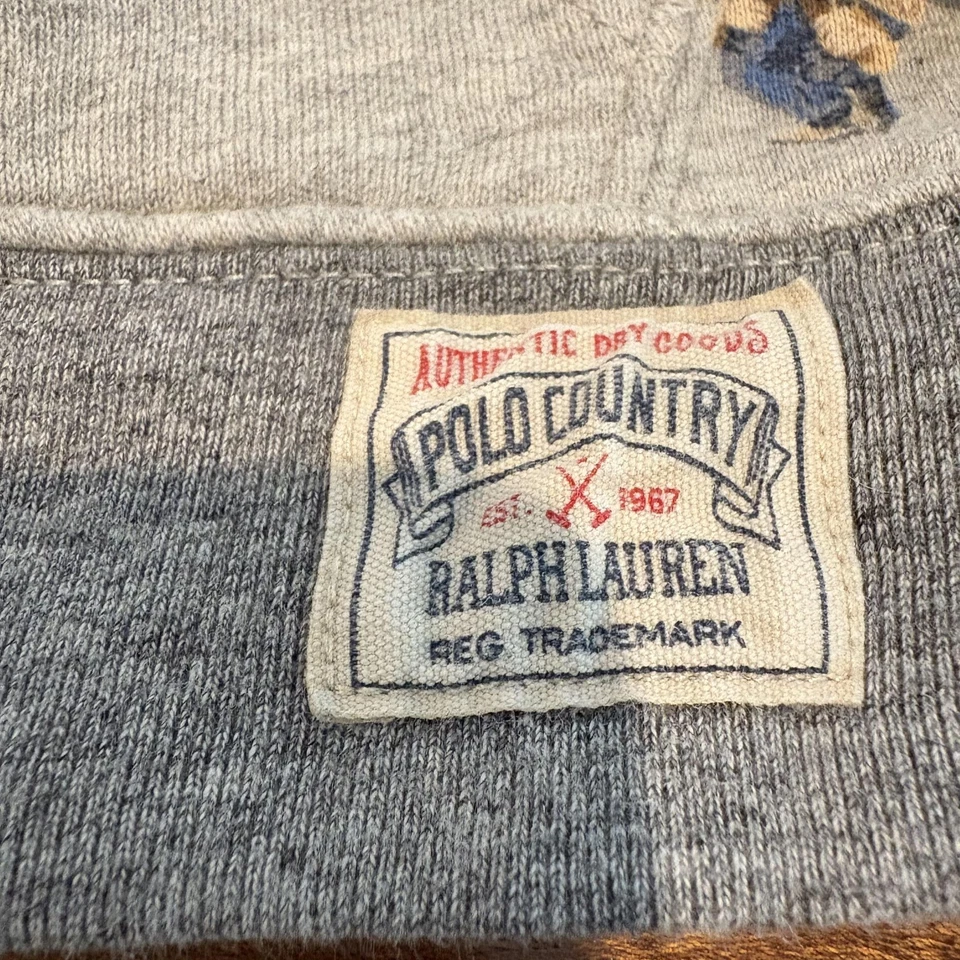 AUTHENTIC DRY GOODS
POLO COUNTRY
EST. 1967
RALPH LAUREN
REG TRADEMARK